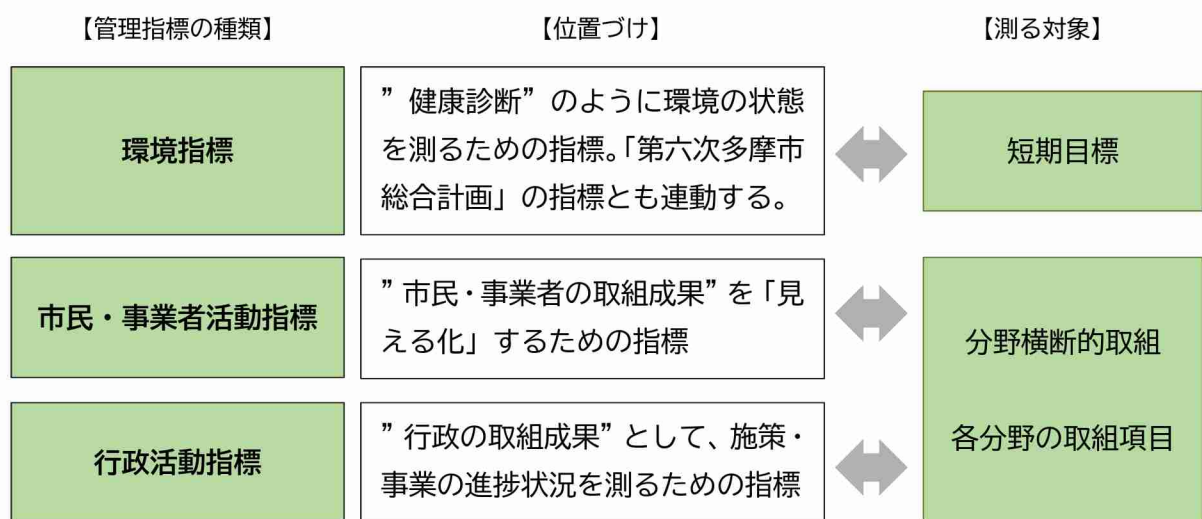 【管理指標の種類】
【位置づけ】
【測る対象】
環境指標
”健康診断”のように環境の状態
を測るための指標。「第六次多摩市
総合計画」の指標とも連動する。
短期目標
市民・事業者活動指標
”市民・事業者の取組成果”を「見
える化」するための指標
分野横断的取組
各分野の取組項目
行政活動指標
”行政の取組成果”として、施策・
事業の進捗状況を測るための指標